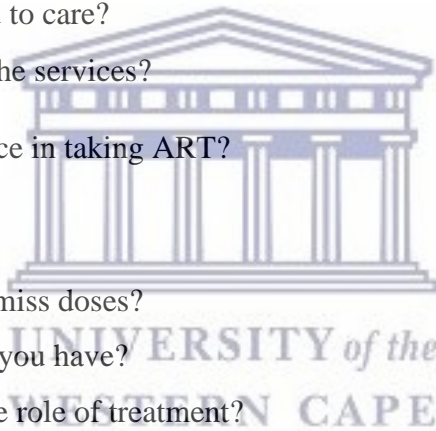 to care?
he services?
ce in taking ART?
miss doses?
you have?
e role of treatment?
UNIVERSITY of the
WESTERN CAPE